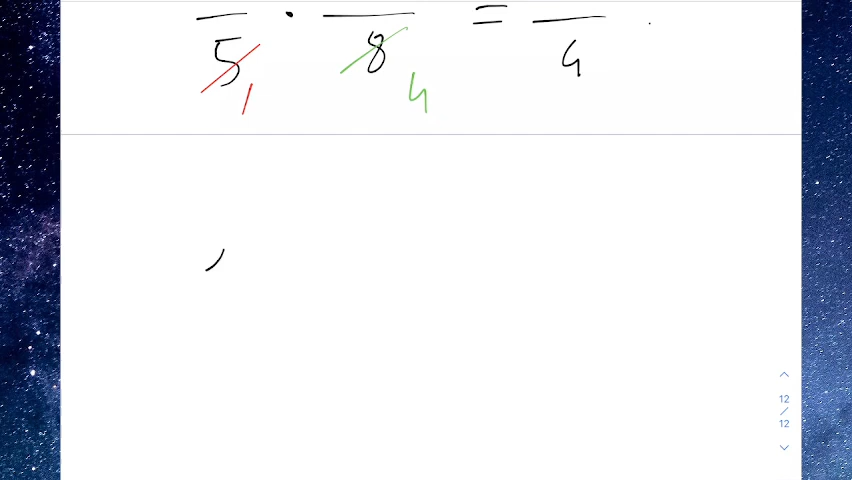 — · — = —
5 8 4
1 4
12
/
12